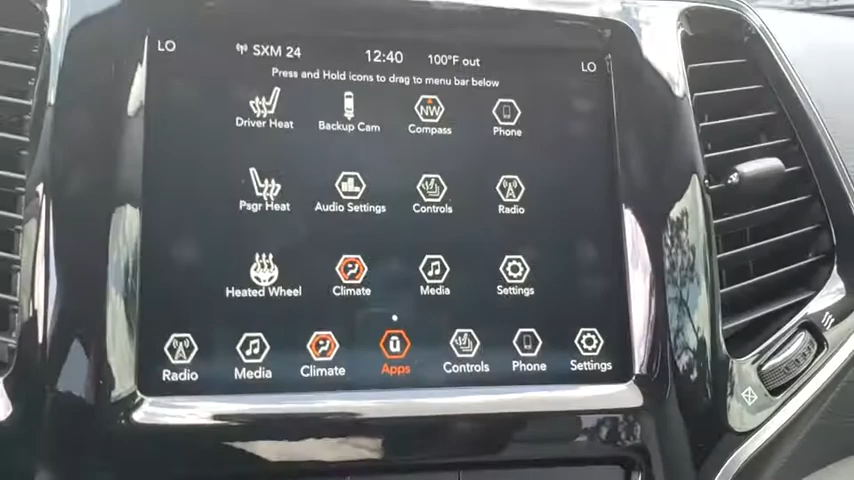 LO SXM 24 12:40 100°F out LO
Press and Hold icons to drag to menu bar below
Driver Heat Backup Cam NW Compass Phone
Psgr Heat Audio Settings Controls Radio
Heated Wheel Climate Media Settings
Radio Media Climate Apps Controls Phone Settings